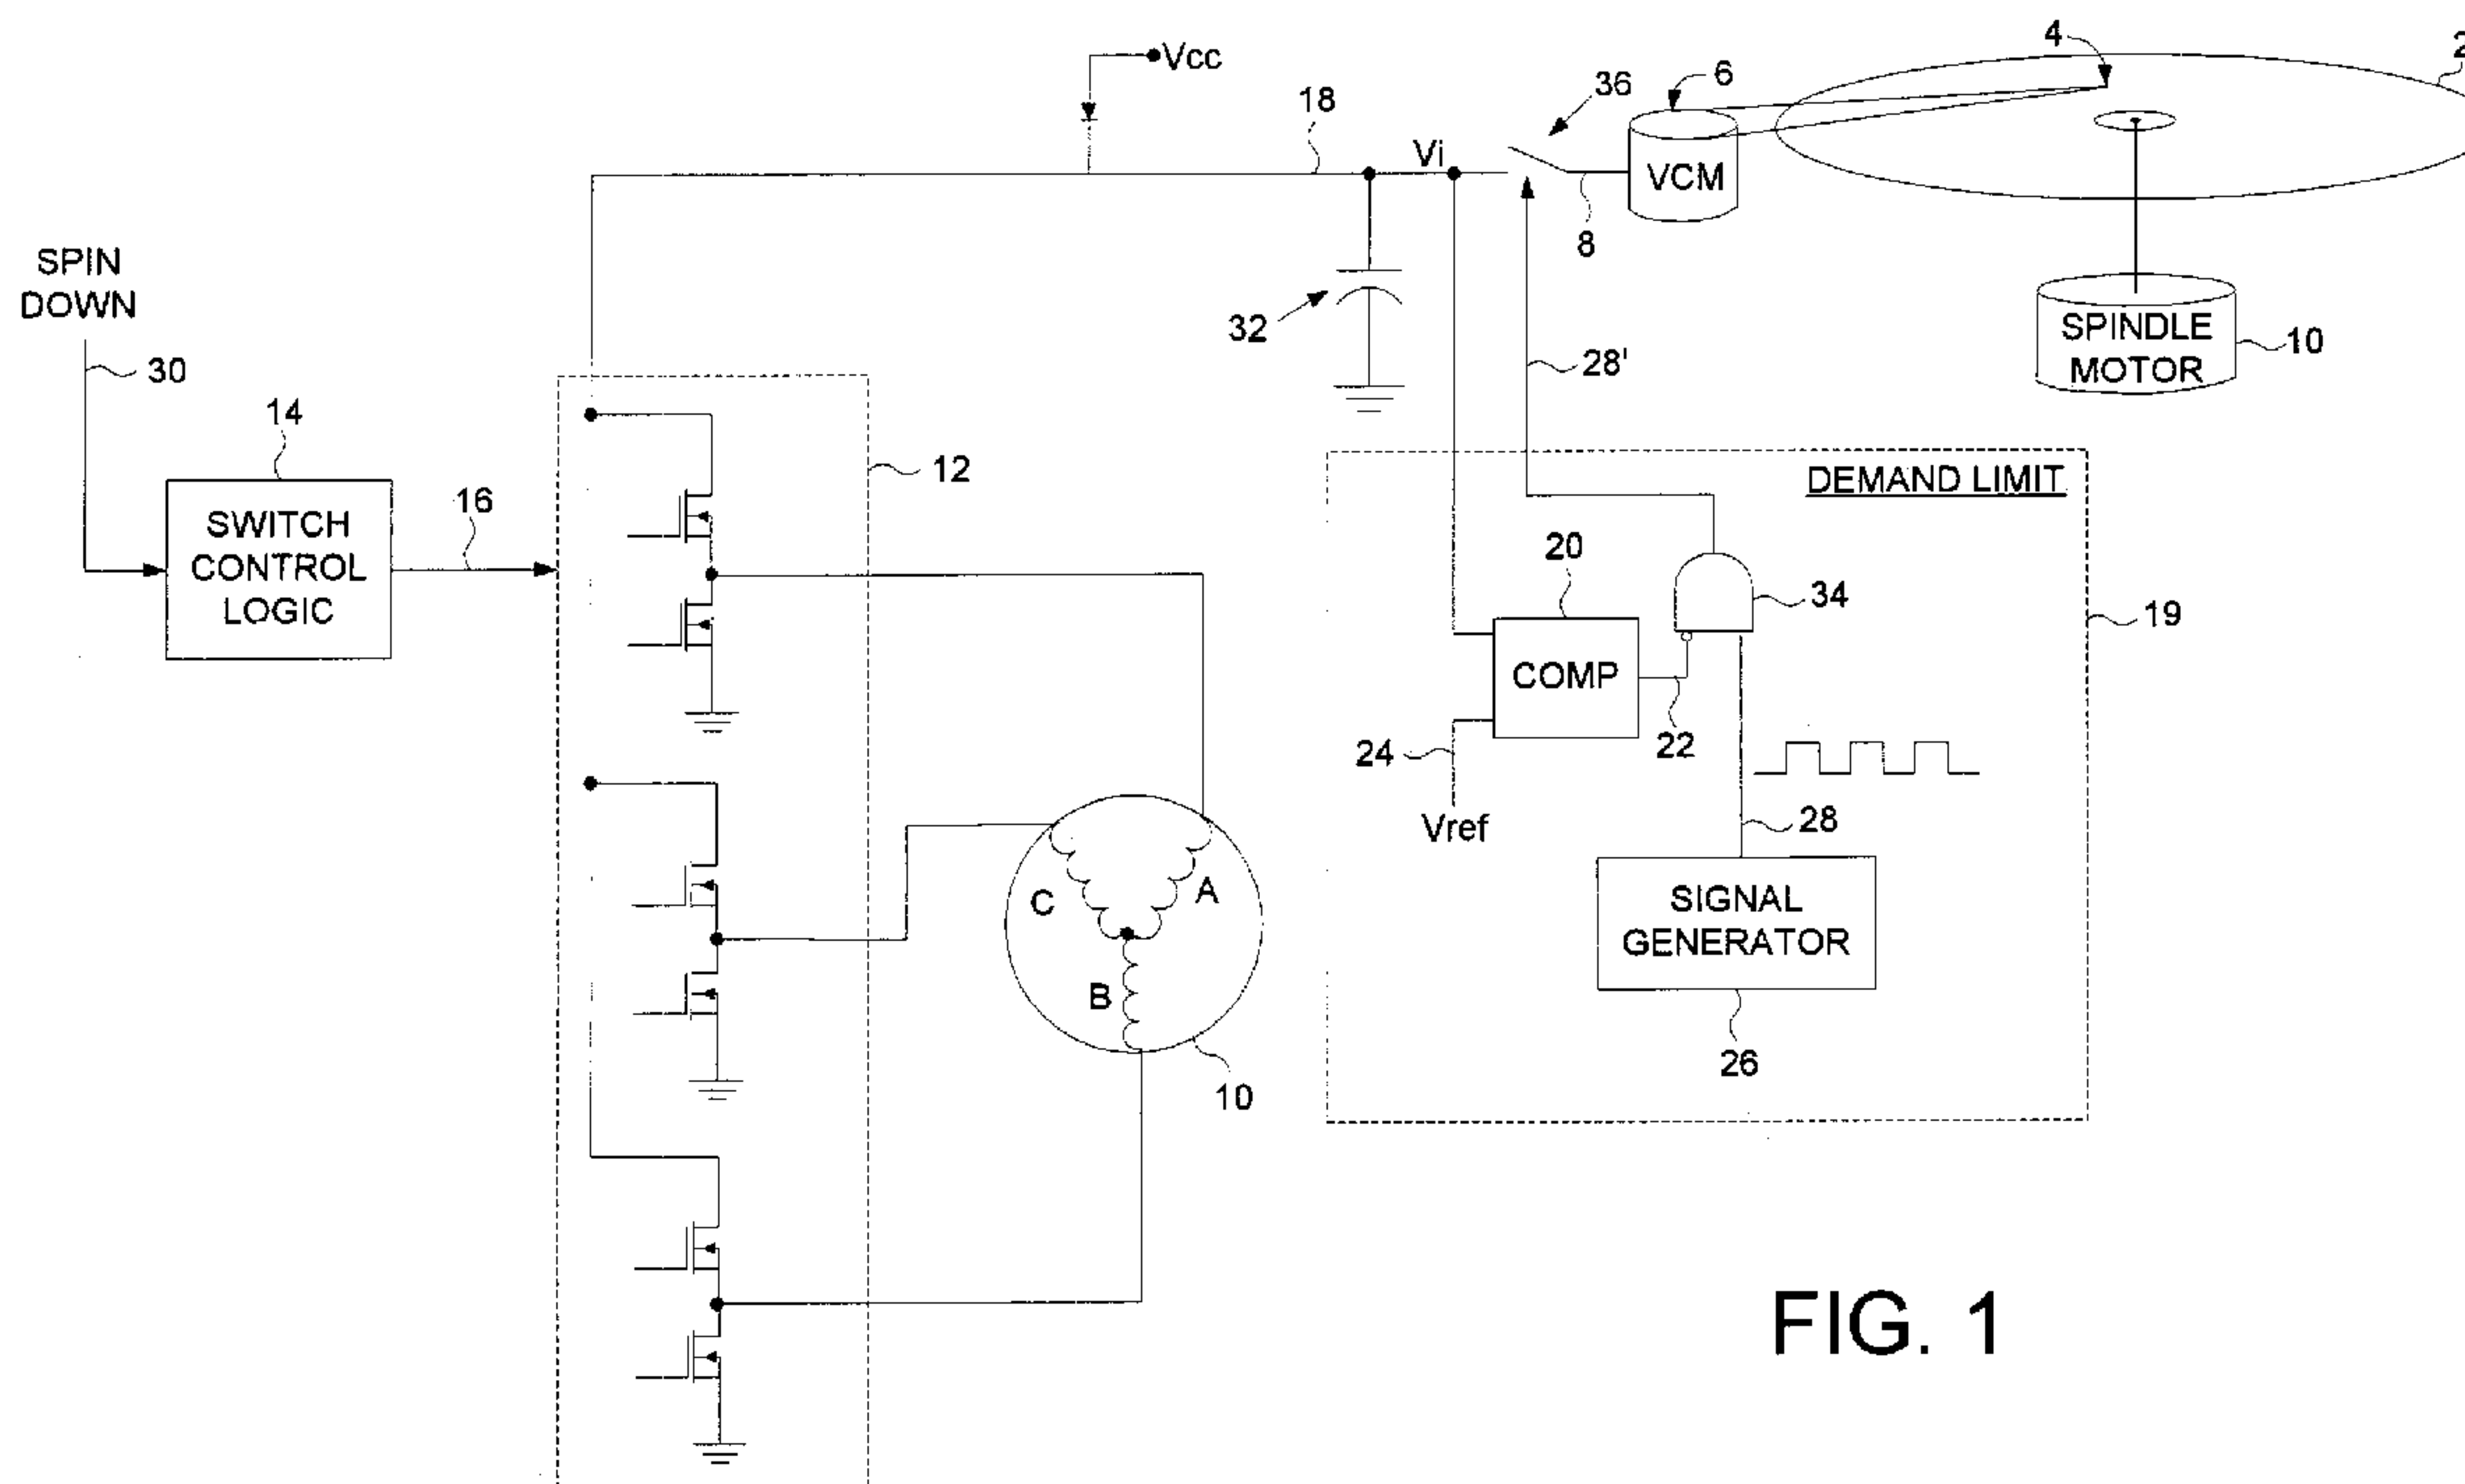 Vcc
4
2
6
36
18
Vi
VCM
8
SPIN
DOWN
32
SPINDLE
MOTOR
10
30
28'
14
12
DEMAND LIMIT
16
SWITCH
CONTROL
LOGIC
20
34
19
COMP
24
22
Vref
28
C
A
SIGNAL
GENERATOR
B
26
10
FIG. 1